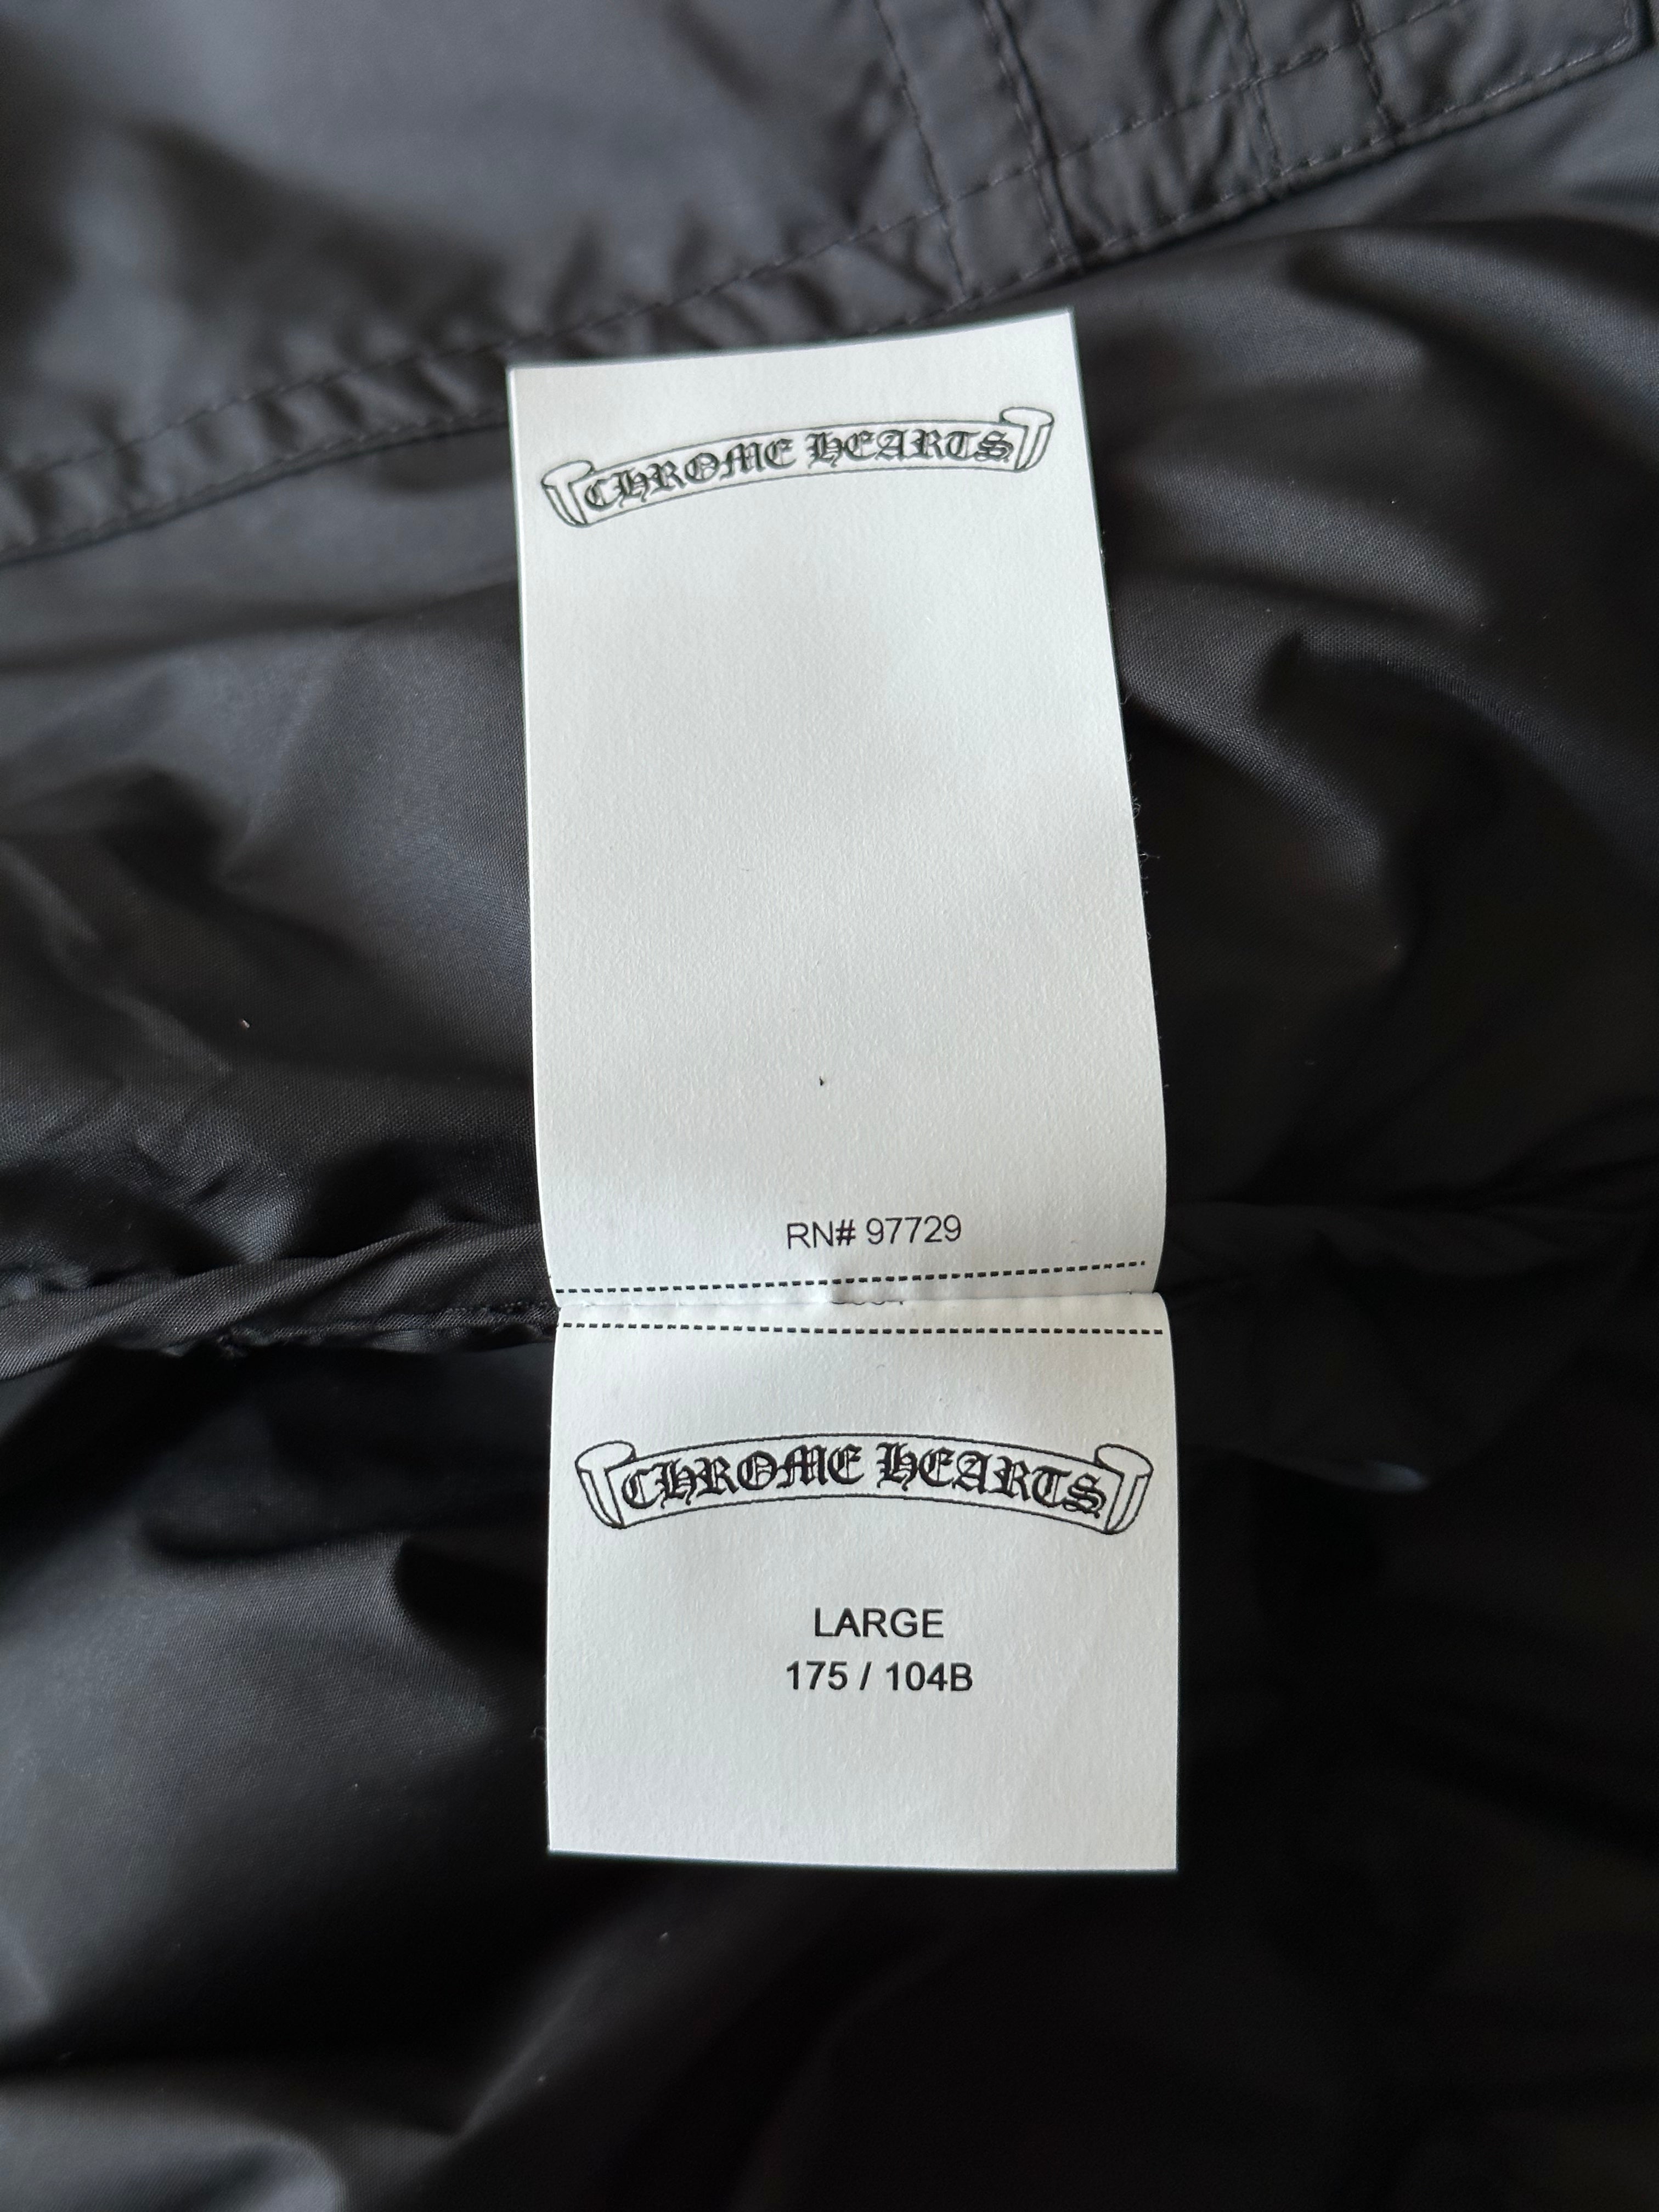 CHROME HEARTS
RN# 97729
CHROME HEARTS
LARGE
175 / 104B